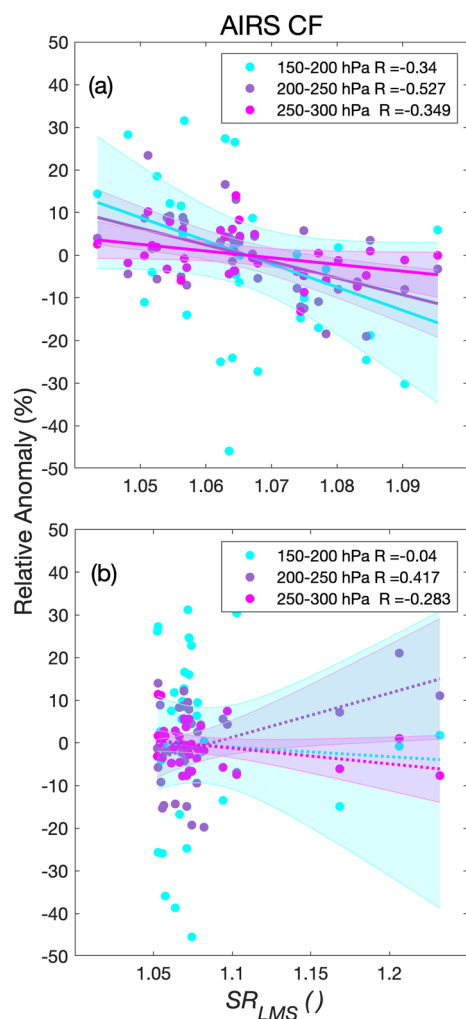 AIRS CF
(a)
150-200 hPa R =-0.34
200-250 hPa R =-0.527
250-300 hPa R =-0.349
50
40
30
20
10
0
-10
-20
-30
-40
-50
1.05 1.06 1.07 1.08 1.09
Relative Anomaly (%)
(b)
150-200 hPa R =-0.04
200-250 hPa R =0.417
250-300 hPa R =-0.283
50
40
30
20
10
0
-10
-20
-30
-40
-50
1.05 1.1 1.15 1.2
SR_LMS ()